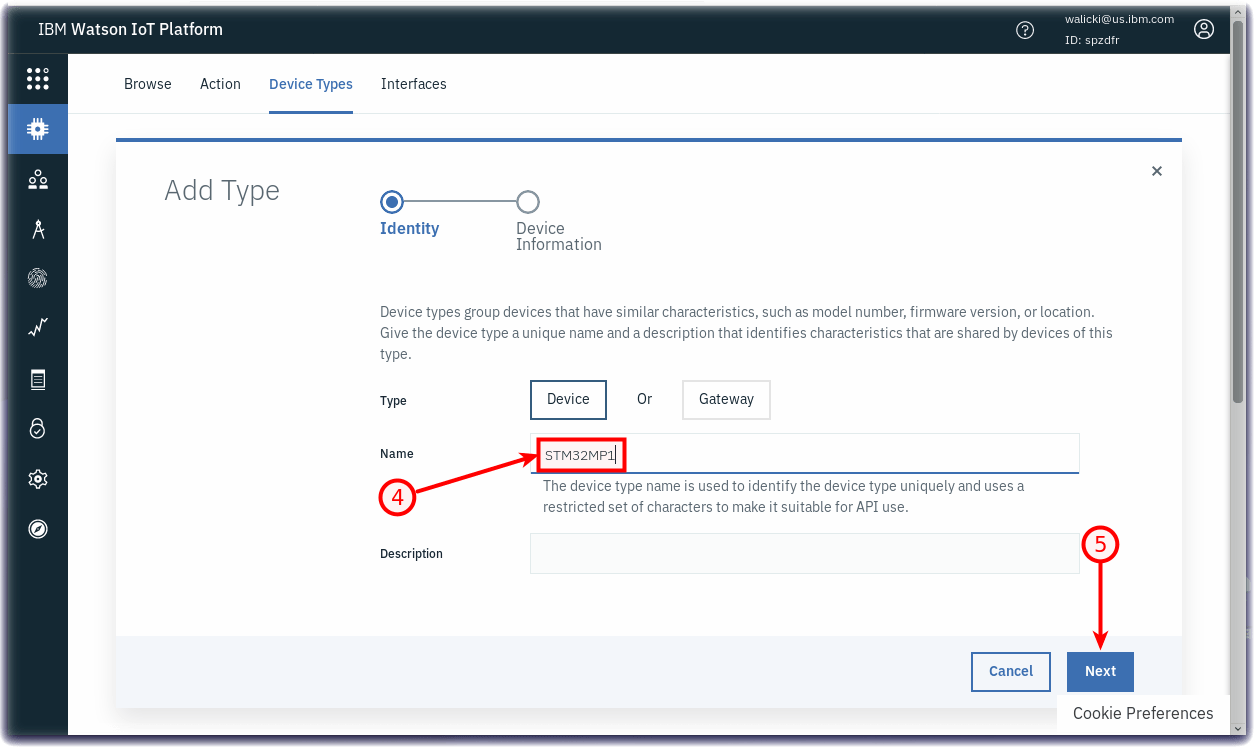 IBM Watson IoT Platform
walicki@us.ibm.com
ID: spzdfr
Browse Action Device Types Interfaces
Add Type
Identity
Device
Information
Device types group devices that have similar characteristics, such as model number, firmware version, or location.
Give the device type a unique name and a description that identifies characteristics that are shared by devices of this
type.
Type
Device Or Gateway
Name
STM32MP1
4
The device type name is used to identify the device type uniquely and uses a
restricted set of characters to make it suitable for API use.
5
Description
Cancel Next
Cookie Preferences